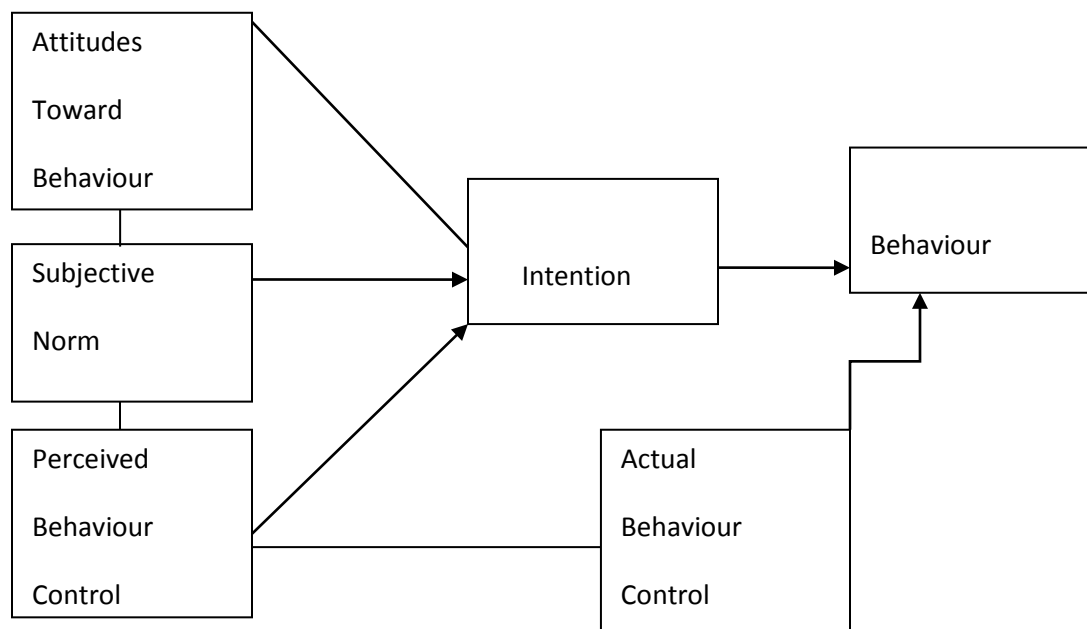 Attitudes
Toward
Behaviour
Subjective
Norm
Perceived
Behaviour
Control
Intention
Behaviour
Actual
Behaviour
Control